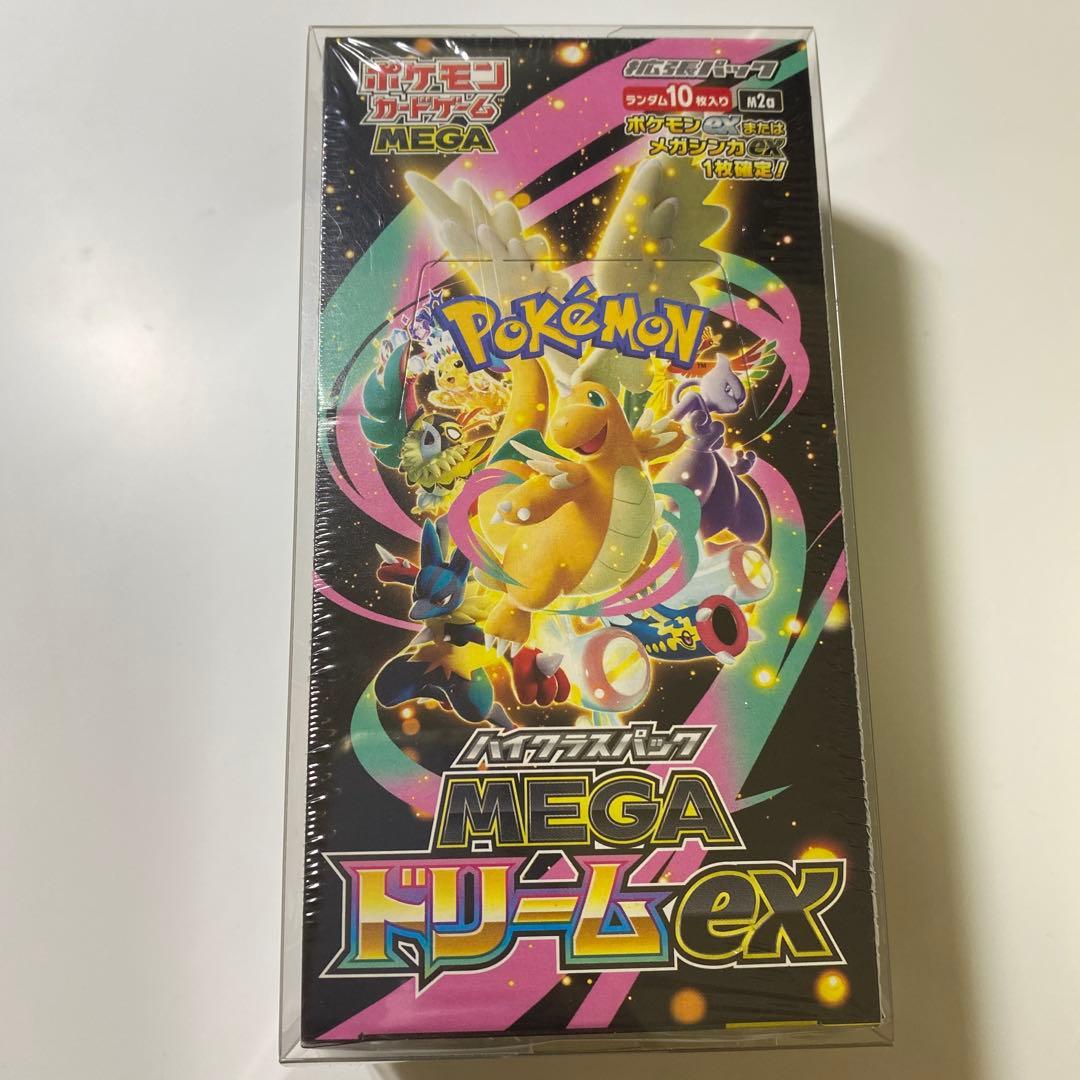 ポケモン
カードゲーム™
MEGA
拡張パック
ランダム10枚入り M2a
ポケモンexまたは
メガシンカex
1枚確定!
POKéMON™
ハイクラスパック
MEGA
ドリームex